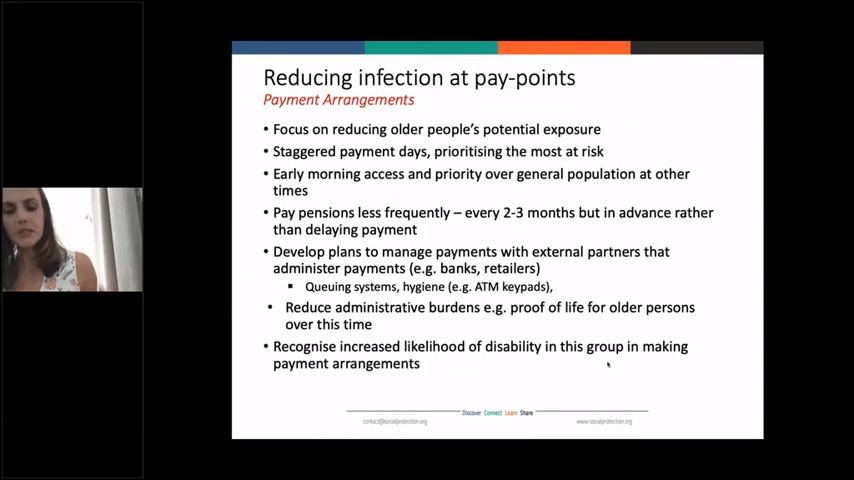 Reducing infection at pay-points
Payment Arrangements
• Focus on reducing older people's potential exposure
• Staggered payment days, prioritising the most at risk
• Early morning access and priority over general population at other
times
• Pay pensions less frequently – every 2-3 months but in advance rather
than delaying payment
• Develop plans to manage payments with external partners that
administer payments (e.g. banks, retailers)
▪ Queuing systems, hygiene (e.g. ATM keypads),
• Reduce administrative burdens e.g. proof of life for older persons
over this time
• Recognise increased likelihood of disability in this group in making
payment arrangements
Discover Connect Learn Share
contact@socialprotection.org www.socialprotection.org